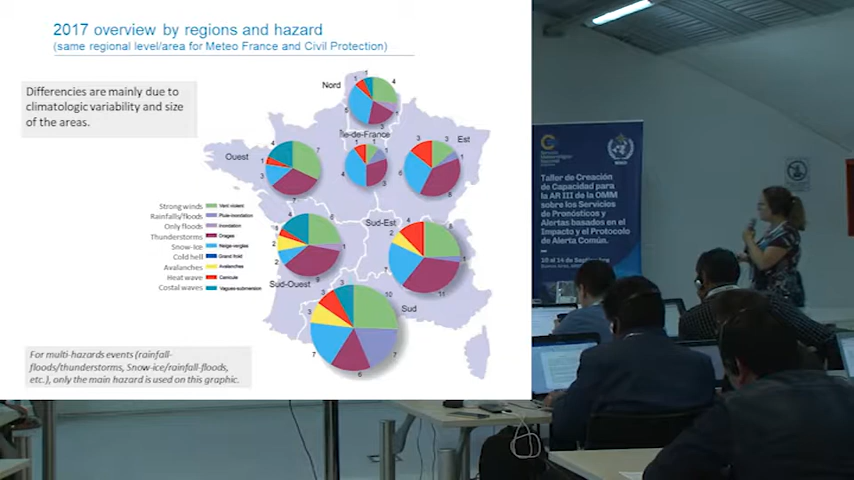 2017 overview by regions and hazard
(same regional level/area for Meteo France and Civil Protection)
Differencies are mainly due to
climatologic variability and size
of the areas.
Nord
Île-de-France
Est
Ouest
Sud-Est
Sud-Ouest
Sud
Strong winds Vent violent
Rainfally/floods Pluie-inondation
Only floods Inondation
Thunderstorms Orages
Snow-Ice Neige-verglas
Cold hell Grand froid
Avalanches Avalanches
Heat wave Canicule
Costal waves Vagues-submersion
For multi-hazards events (rainfall-
floods/thunderstorms, Snow-ice/rainfall-floods,
etc.), only the main hazard is used on this graphic.
Taller de Creación
de Capacidad para
la AR III de la OMM
sobre los Servicios
de Pronósticos y
Alertas basados en el
Impacto y el Protocolo
de Alerta Común.
10 al 14 de Septiembre